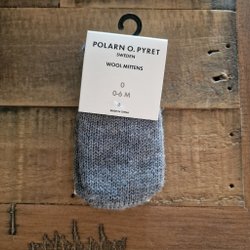 POLARN O. PYRET
SWEDEN
WOOL MITTENS
0
0-6 M